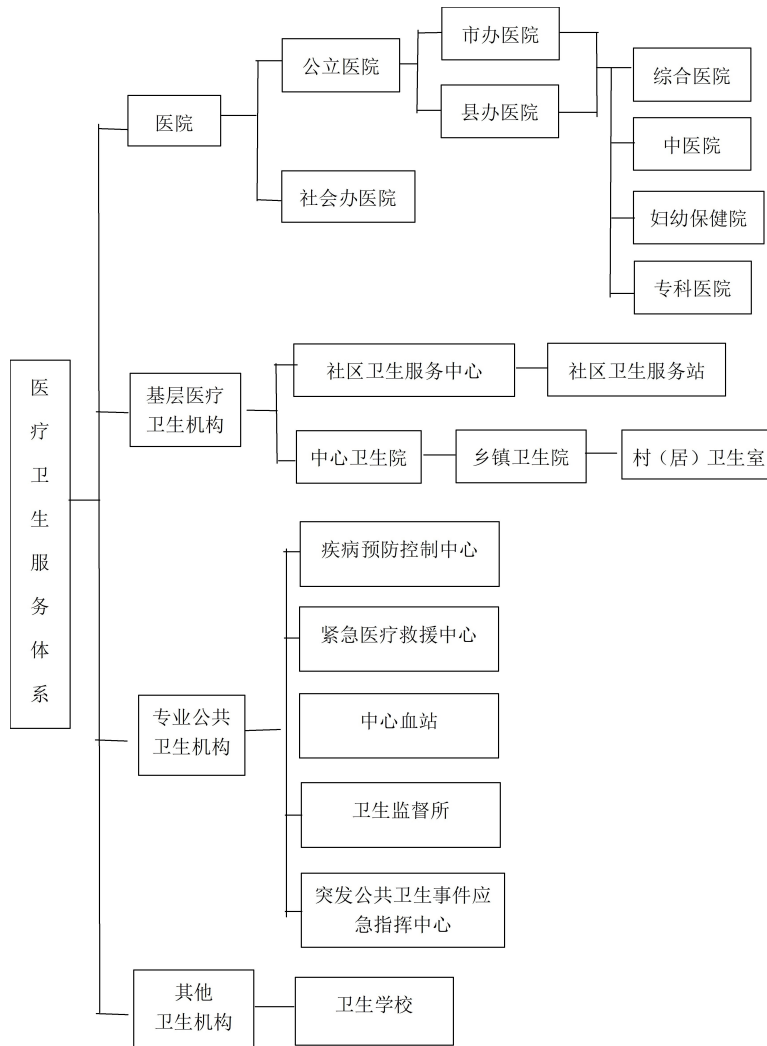 医疗卫生服务体系
医院
公立医院
市办医院
县办医院
综合医院
中医院
妇幼保健院
专科医院
社会办医院
基层医疗
卫生机构
社区卫生服务中心
社区卫生服务站
中心卫生院
乡镇卫生院
村（居）卫生室
专业公共
卫生机构
疾病预防控制中心
紧急医疗救援中心
中心血站
卫生监督所
突发公共卫生事件应
急指挥中心
其他
卫生机构
卫生学校